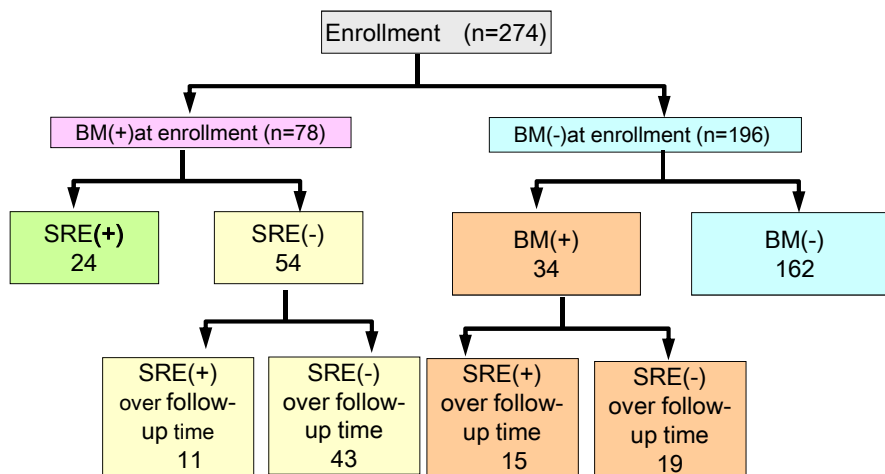 Enrollment (n=274)
BM(+)at enrollment (n=78)
BM(-)at enrollment (n=196)
SRE(+)
24
SRE(-)
54
BM(+)
34
BM(-)
162
SRE(+)
over follow-
up time
11
SRE(-)
over follow-
up time
43
SRE(+)
over follow-
up time
15
SRE(-)
over follow-
up time
19